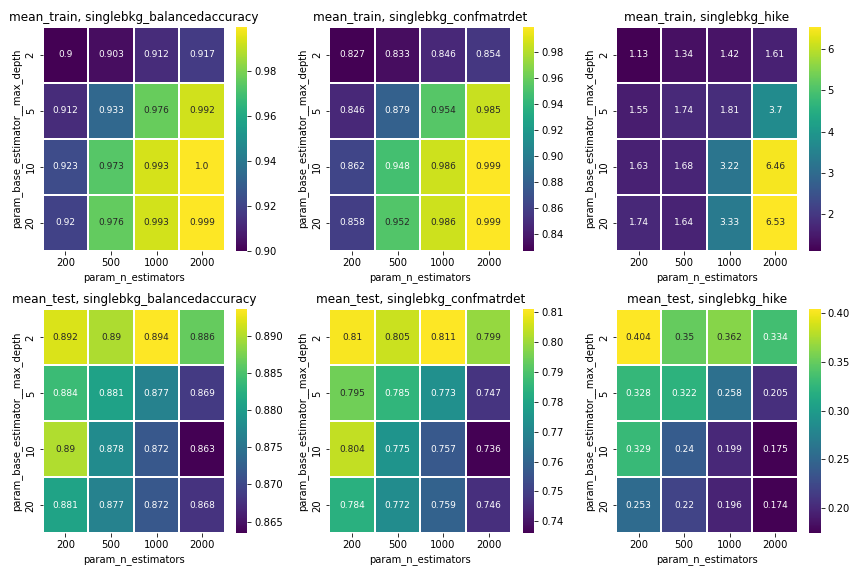 mean_train, singlebkg_balancedaccuracy
param_base_estimator__max_depth
2 0.9 0.903 0.912 0.917
5 0.912 0.933 0.976 0.992
10 0.923 0.973 0.993 1.0
20 0.92 0.976 0.993 0.999
200 500 1000 2000
param_n_estimators
0.98
0.96
0.94
0.92
0.90
mean_train, singlebkg_confmatrdet
param_base_estimator__max_depth
2 0.827 0.833 0.846 0.854
5 0.846 0.879 0.954 0.985
10 0.862 0.948 0.986 0.999
20 0.858 0.952 0.986 0.999
200 500 1000 2000
param_n_estimators
0.98
0.96
0.94
0.92
0.90
0.88
0.86
0.84
mean_train, singlebkg_hike
param_base_estimator__max_depth
2 1.13 1.34 1.42 1.61
5 1.55 1.74 1.81 3.7
10 1.63 1.68 3.22 6.46
20 1.74 1.64 3.33 6.53
200 500 1000 2000
param_n_estimators
6
5
4
3
2
mean_test, singlebkg_balancedaccuracy
param_base_estimator__max_depth
2 0.892 0.89 0.894 0.886
5 0.884 0.881 0.877 0.869
10 0.89 0.878 0.872 0.863
20 0.881 0.877 0.872 0.868
200 500 1000 2000
param_n_estimators
0.890
0.885
0.880
0.875
0.870
0.865
mean_test, singlebkg_confmatrdet
param_base_estimator__max_depth
2 0.81 0.805 0.811 0.799
5 0.795 0.785 0.773 0.747
10 0.804 0.775 0.757 0.736
20 0.784 0.772 0.759 0.746
200 500 1000 2000
param_n_estimators
0.81
0.80
0.79
0.78
0.77
0.76
0.75
0.74
mean_test, singlebkg_hike
param_base_estimator__max_depth
2 0.404 0.35 0.362 0.334
5 0.328 0.322 0.258 0.205
10 0.329 0.24 0.199 0.175
20 0.253 0.22 0.196 0.174
200 500 1000 2000
param_n_estimators
0.40
0.35
0.30
0.25
0.20